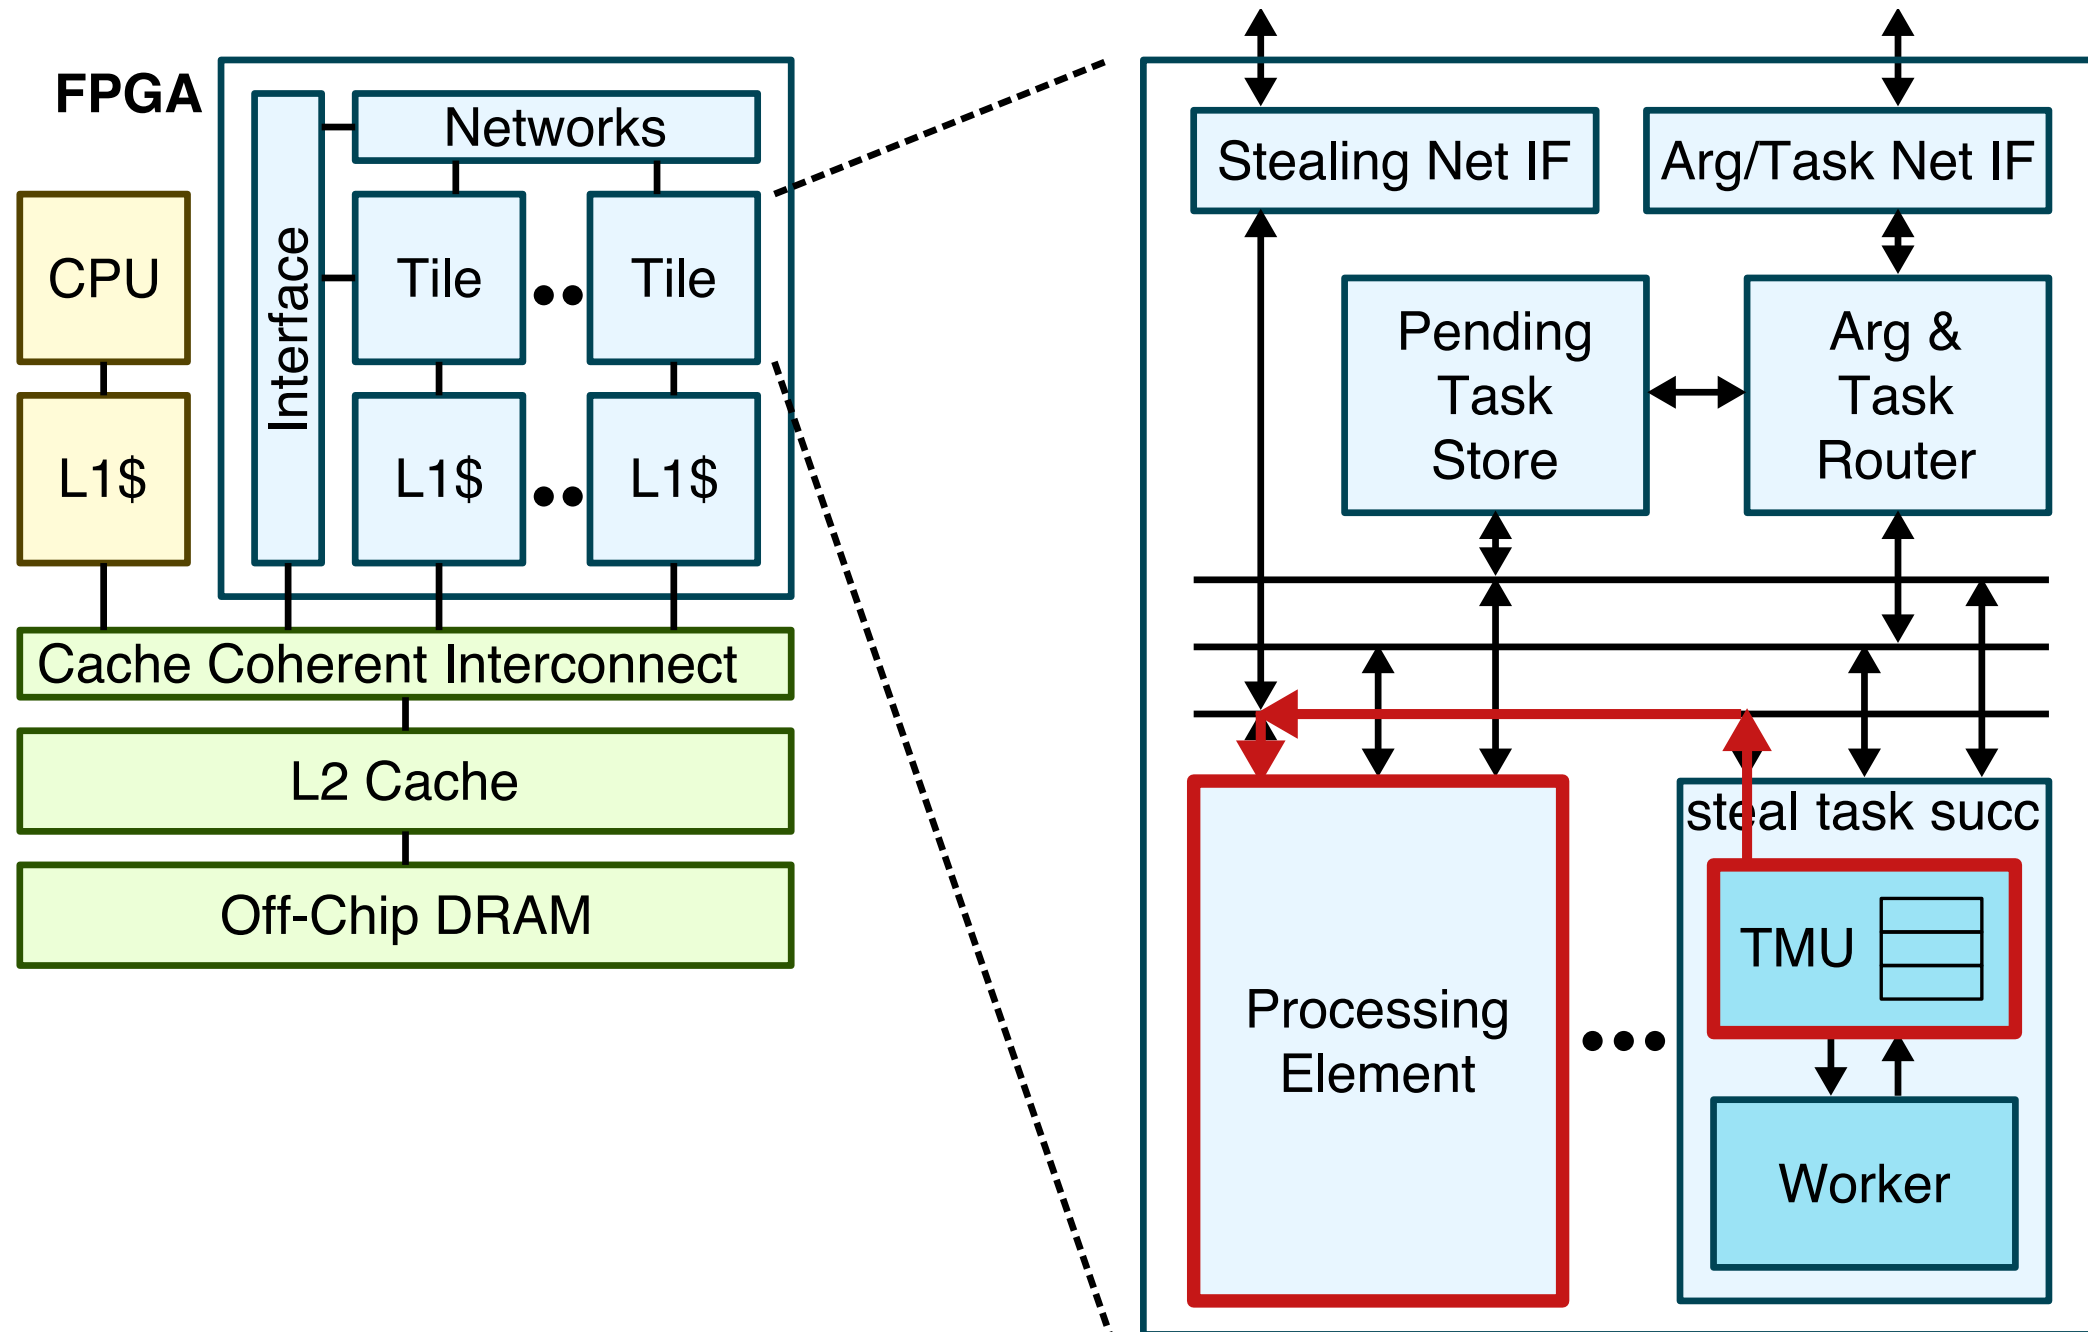 FPGA
Networks
Interface
CPU
Tile
Tile
L1$
L1$
L1$
Cache Coherent Interconnect
L2 Cache
Off-Chip DRAM
Stealing Net IF
Arg/Task Net IF
Pending
Task
Store
Arg &
Task
Router
Processing
Element
steal task succ
TMU
Worker